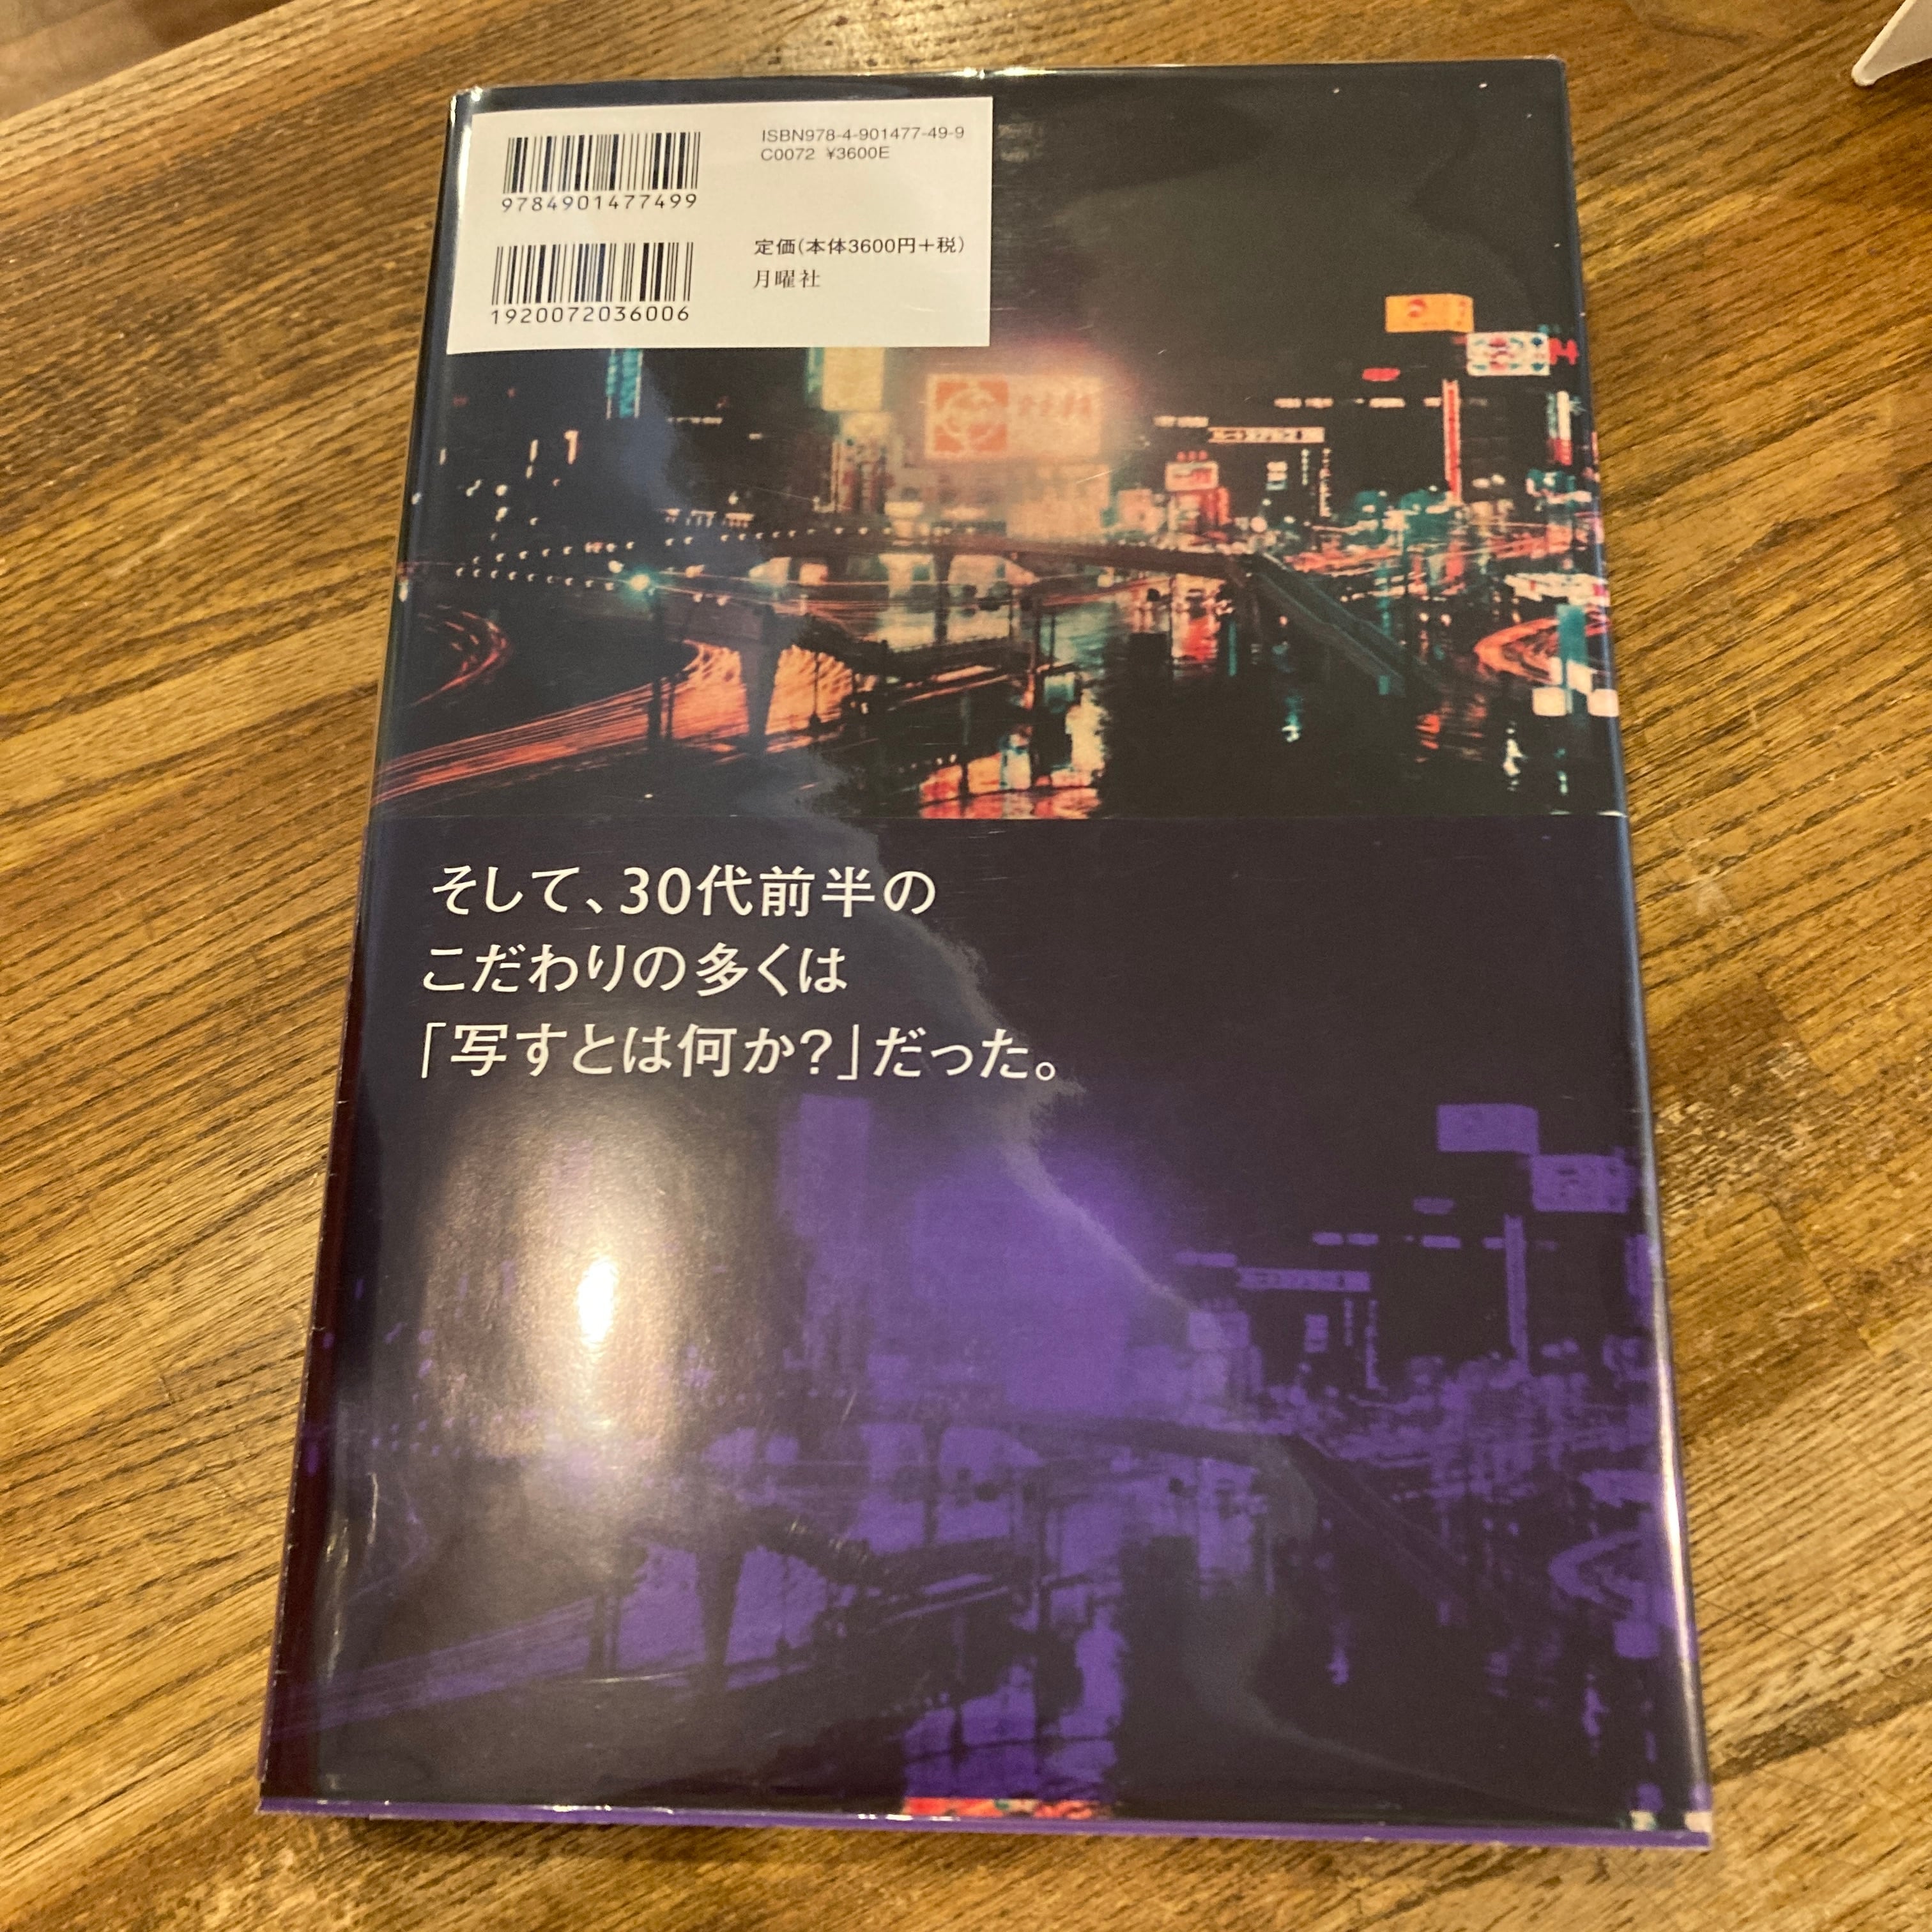 ISBN978-4-901477-49-9
C0072 ¥3600E
9784901477499
定価(本体3600円+税)
月曜社
1920072036006
そして、30代前半の
こだわりの多くは
「写すとは何か?」だった。